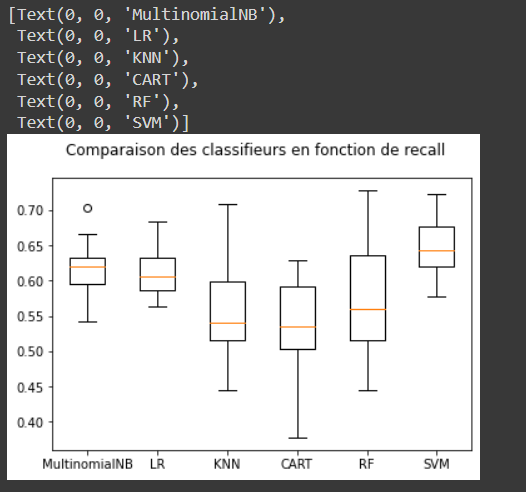 [Text(0, 0, 'MultinomialNB'),
Text(0, 0, 'LR'),
Text(0, 0, 'KNN'),
Text(0, 0, 'CART'),
Text(0, 0, 'RF'),
Text(0, 0, 'SVM')]
Comparaison des classifieurs en fonction de recall
0.70
0.65
0.60
0.55
0.50
0.45
0.40
MultinomialNB LR KNN CART RF SVM